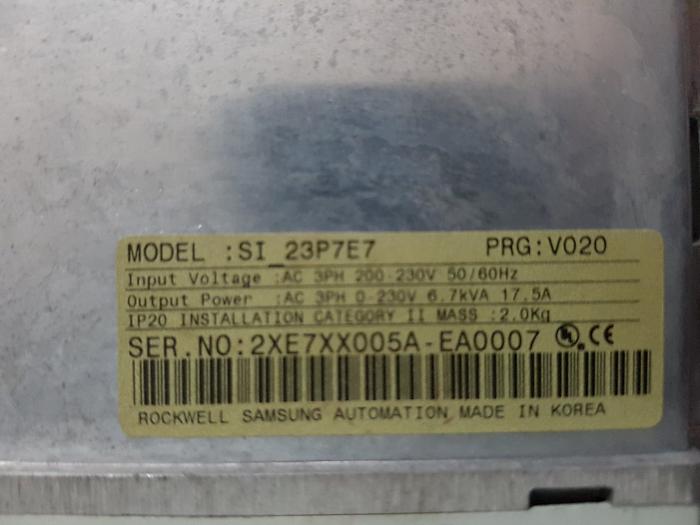 MODEL :SI_23P7E7 PRG:V020
Input Voltage :AC 3PH 200-230V 50/60Hz
Output Power :AC 3PH 0-230V 6.7kVA 17.5A
IP20 INSTALLATION CATEGORY II MASS :2.0Kg
SER.NO:2XE7XX005A-EA0007 UL CE
ROCKWELL SAMSUNG AUTOMATION MADE IN KOREA